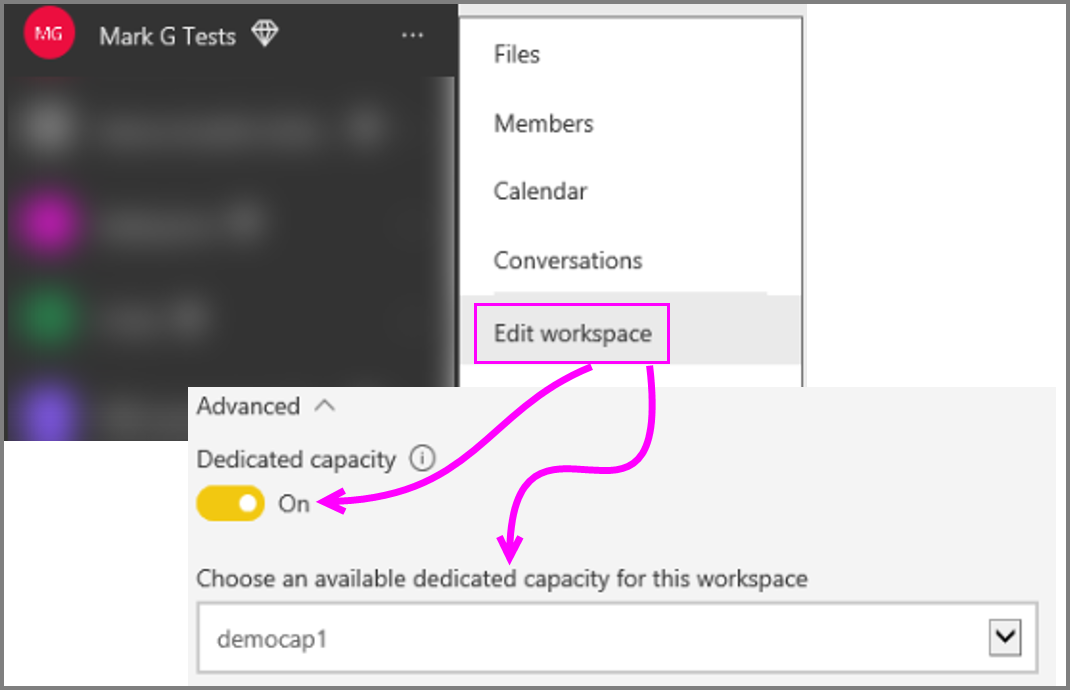 MG
Mark G Tests
...
Files
Members
Calendar
Conversations
Edit workspace
Advanced
Dedicated capacity
On
Choose an available dedicated capacity for this workspace
democap1